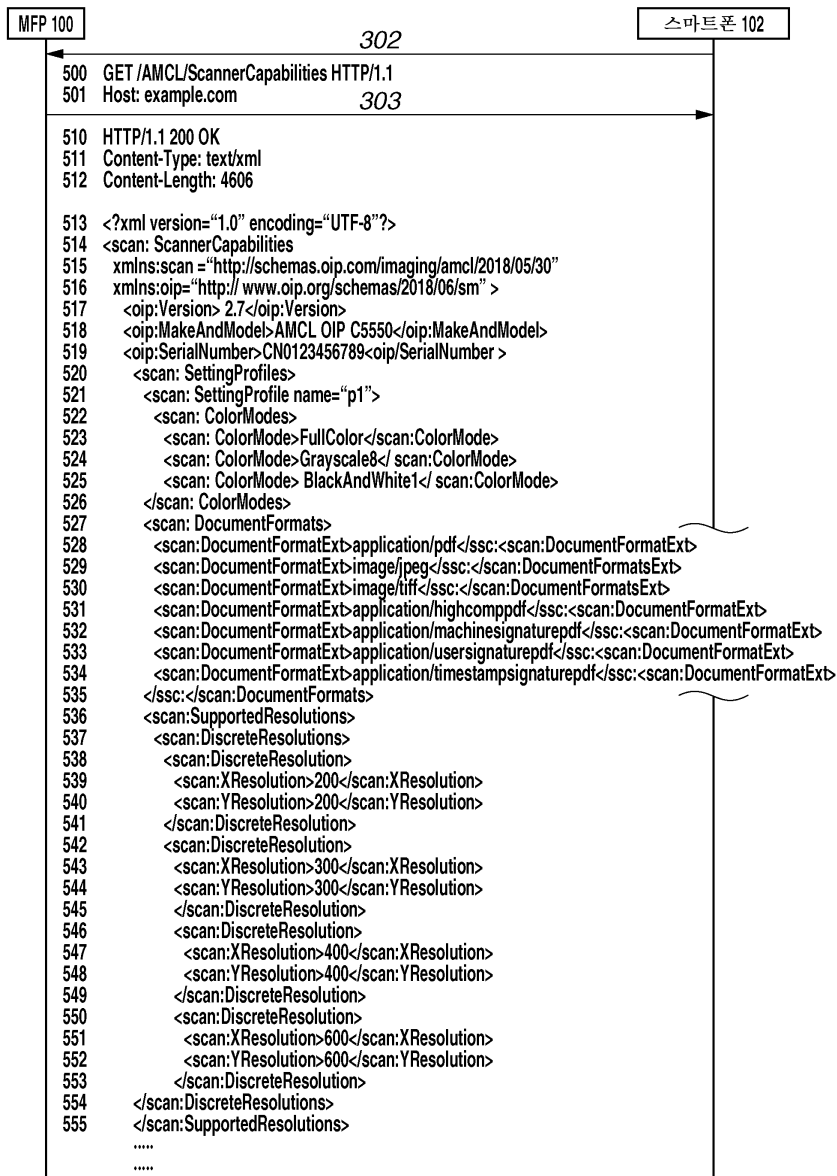 MFP 100
스마트폰 102
302
500 GET /AMCL/ScannerCapabilities HTTP/1.1
501 Host: example.com
303
510 HTTP/1.1 200 OK
511 Content-Type: text/xml
512 Content-Length: 4606
513 <?xml version=“1.0” encoding=“UTF-8”?>
514 <scan: ScannerCapabilities
515 xmlns:scan =“http://schemas.oip.com/imaging/amcl/2018/05/30”
516 xmlns:oip=“http:// www.oip.org/schemas/2018/06/sm” >
517 <oip:Version> 2.7</oip:Version>
518 <oip:MakeAndModel>AMCL OIP C5550</oip:MakeAndModel>
519 <oip:SerialNumber>CN0123456789<oip/SerialNumber >
520 <scan: SettingProfiles>
521 <scan: SettingProfile name=“p1”>
522 <scan: ColorModes>
523 <scan: ColorMode>FullColor</scan:ColorMode>
524 <scan: ColorMode>Grayscale8</ scan:ColorMode>
525 <scan: ColorMode> BlackAndWhite1</ scan:ColorMode>
526 </scan: ColorModes>
527 <scan: DocumentFormats>
528 <scan:DocumentFormatExt>application/pdf</ssc:<scan:DocumentFormatExt>
529 <scan:DocumentFormatExt>image/jpeg</ssc:</scan:DocumentFormatsExt>
530 <scan:DocumentFormatExt>image/tiff</ssc:</scan:DocumentFormatsExt>
531 <scan:DocumentFormatExt>application/highcomppdf</ssc:<scan:DocumentFormatExt>
532 <scan:DocumentFormatExt>application/machinesignaturepdf</ssc:<scan:DocumentFormatExt>
533 <scan:DocumentFormatExt>application/usersignaturepdf</ssc:<scan:DocumentFormatExt>
534 <scan:DocumentFormatExt>application/timestampsignaturepdf</ssc:<scan:DocumentFormatExt>
535 </ssc:</scan:DocumentFormats>
536 <scan:SupportedResolutions>
537 <scan:DiscreteResolutions>
538 <scan:DiscreteResolution>
539 <scan:XResolution>200</scan:XResolution>
540 <scan:YResolution>200</scan:YResolution>
541 </scan:DiscreteResolution>
542 <scan:DiscreteResolution>
543 <scan:XResolution>300</scan:XResolution>
544 <scan:YResolution>300</scan:YResolution>
545 </scan:DiscreteResolution>
546 <scan:DiscreteResolution>
547 <scan:XResolution>400</scan:XResolution>
548 <scan:YResolution>400</scan:YResolution>
549 </scan:DiscreteResolution>
550 <scan:DiscreteResolution>
551 <scan:XResolution>600</scan:XResolution>
552 <scan:YResolution>600</scan:YResolution>
553 </scan:DiscreteResolution>
554 </scan:DiscreteResolutions>
555 </scan:SupportedResolutions>
.....
.....